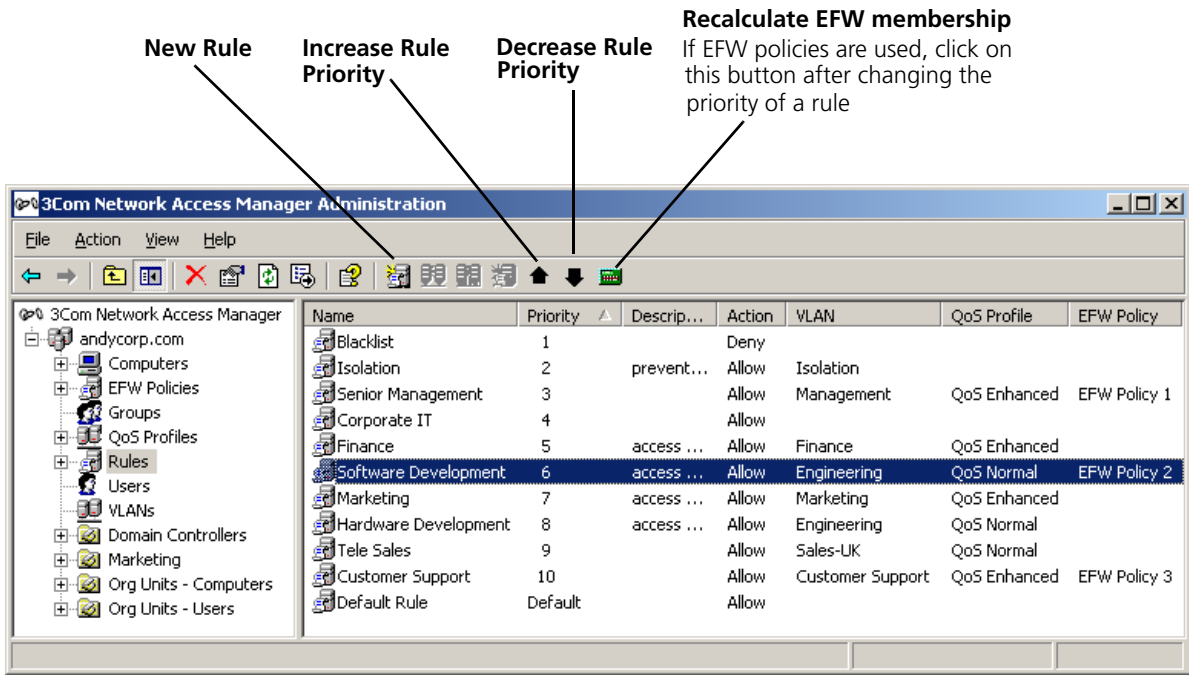 New Rule
Increase Rule
Priority
Decrease Rule
Priority
Recalculate EFW membership
If EFW policies are used, click on
this button after changing the
priority of a rule
3Com Network Access Manager Administration
File Action View Help
3Com Network Access Manager
andycorp.com
Computers
EFW Policies
Groups
QoS Profiles
Rules
Users
VLANs
Domain Controllers
Marketing
Org Units - Computers
Org Units - Users
Name Priority Descrip... Action VLAN QoS Profile EFW Policy
Blacklist 1 Deny
Isolation 2 prevent... Allow Isolation
Senior Management 3 Allow Management QoS Enhanced EFW Policy 1
Corporate IT 4 Allow
Finance 5 access ... Allow Finance QoS Enhanced
Software Development 6 access ... Allow Engineering QoS Normal EFW Policy 2
Marketing 7 access ... Allow Marketing QoS Enhanced
Hardware Development 8 access ... Allow Engineering QoS Normal
Tele Sales 9 Allow Sales-UK QoS Normal
Customer Support 10 Allow Customer Support QoS Enhanced EFW Policy 3
Default Rule Default Allow